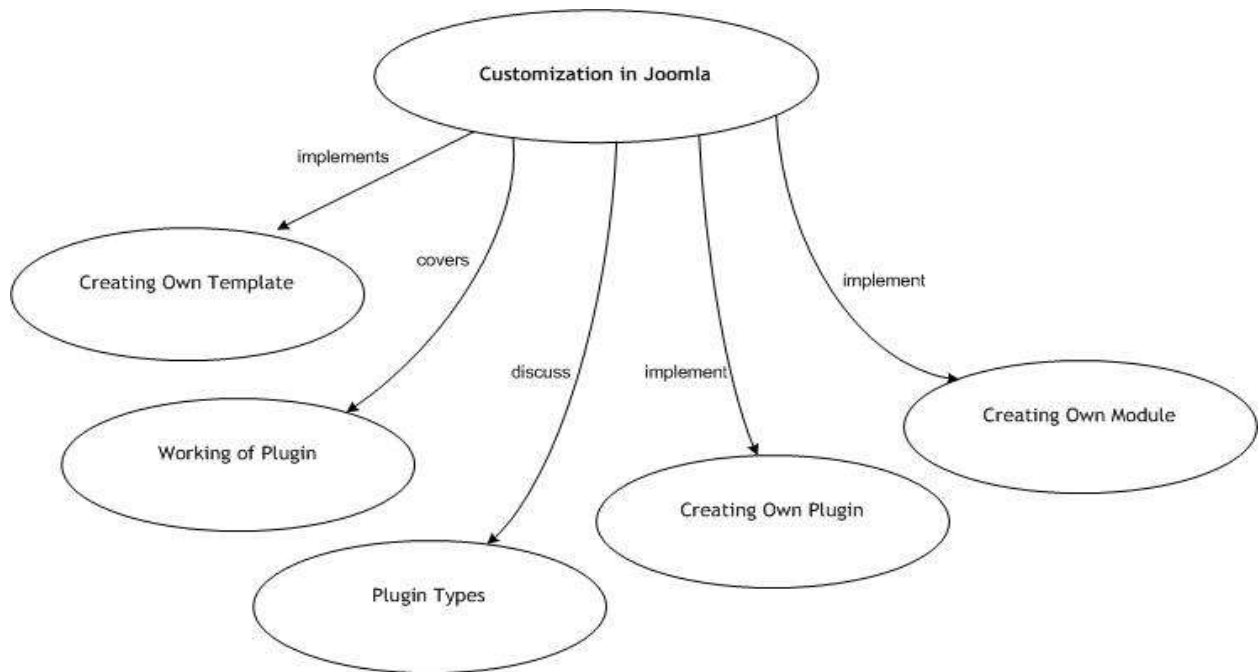 Customization in Joomla
implements
Creating Own Template
covers
Working of Plugin
discuss
Plugin Types
implement
Creating Own Plugin
implement
Creating Own Module